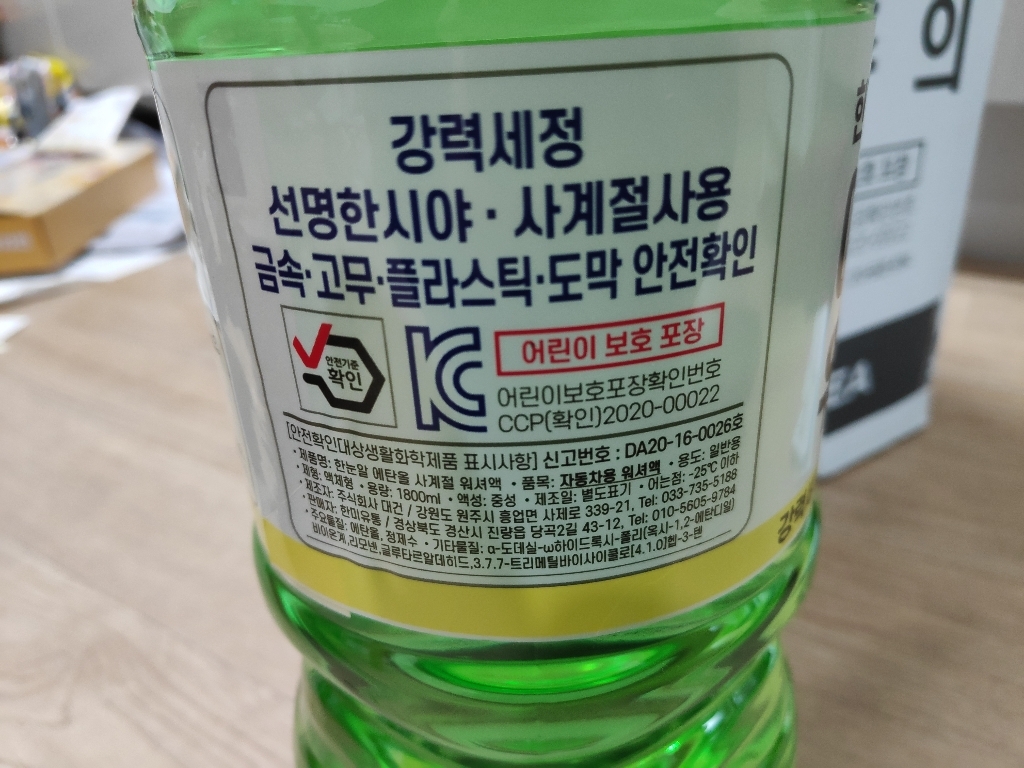 강력세정
선명한시야 · 사계절사용
금속·고무·플라스틱·도막 안전확인
안전기준
확인
어린이 보호 포장
어린이보호포장확인번호
CCP(확인)2020-00022
[안전확인대상생활화학제품 표시사항] 신고번호 : DA20-16-0026호
· 제품명: 한눈알 에탄올 사계절 워셔액 · 품목: 자동차용 워셔액 · 용도: 일반용
· 제형: 액체형 · 용량: 1800ml · 액성: 중성 · 제조일: 별도표기 · 어는점: -25℃ 이하
· 제조자: 주식회사 대건 / 강원도 원주시 흥업면 사제로 339-21, Tel: 033-735-5188
· 판매자: 한미유통 / 경상북도 경산시 진량읍 당곡2길 43-12, Tel: 010-5605-9784
· 주요물질: 에탄올, 정제수 · 기타물질: α-도데실-ω하이드록시-폴리(옥시-1,2-에탄디일)
바이온계,리모넨,글루타르알데히드,3.7.7-트리메틸바이사이클로[4.1.0]헵-3-텐
강력
의
EA